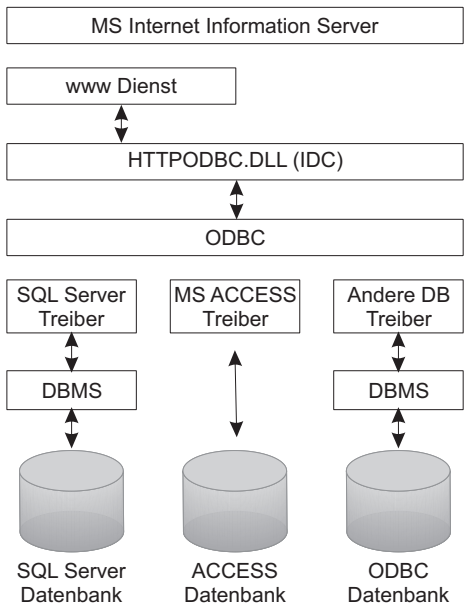 MS Internet Information Server
www Dienst
HTTPODBC.DLL (IDC)
ODBC
SQL Server
Treiber
MS ACCESS
Treiber
Andere DB
Treiber
DBMS
DBMS
SQL Server
Datenbank
ACCESS
Datenbank
ODBC
Datenbank